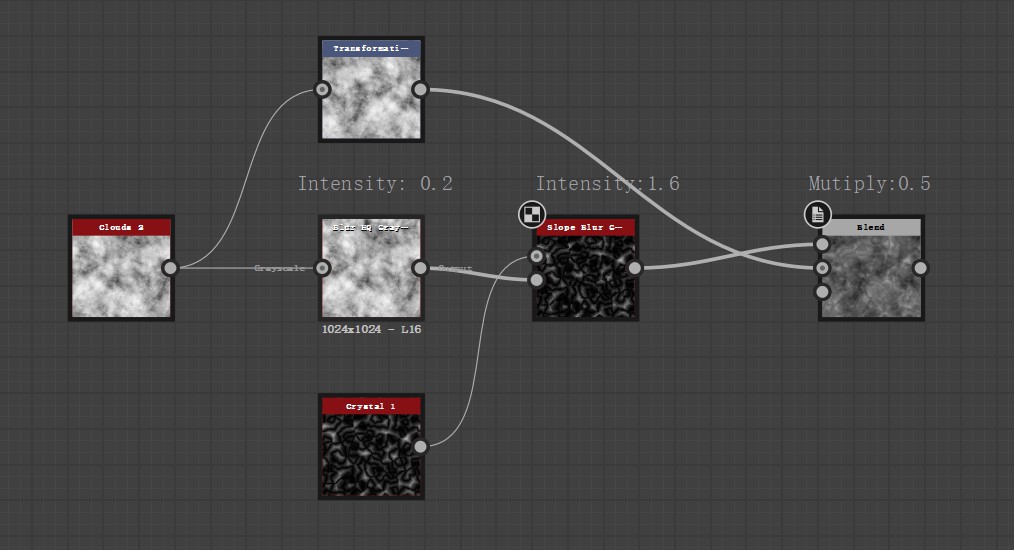 Transformati—
Intensity: 0.2
Intensity:1.6
Mutiply:0.5
Clouds 2
Grayscale
Blur HQ Gray—
Output
Slope Blur G—
Blend
1024x1024 - L16
Crystal 1